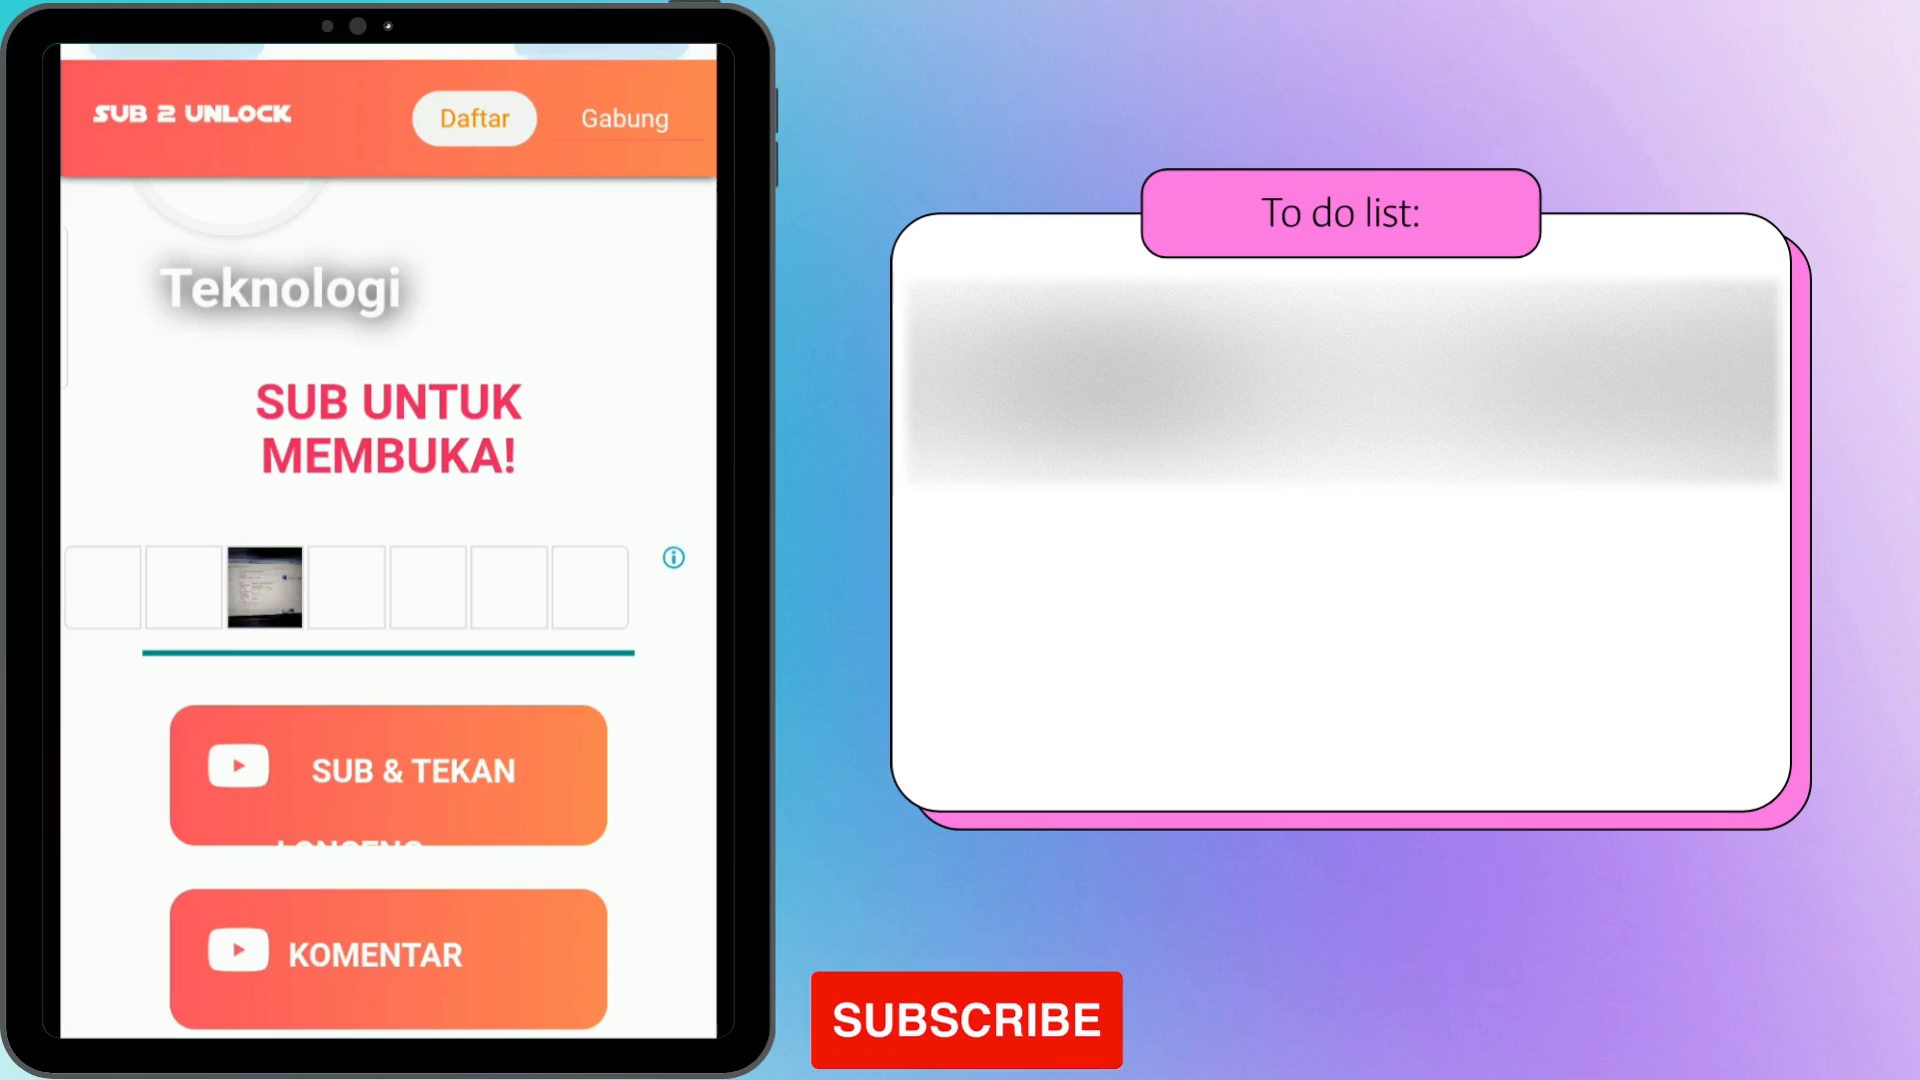 SUB 2 UNLOCK
Daftar
Gabung
Teknologi
SUB UNTUK
MEMBUKA!
SUB & TEKAN
KOMENTAR
To do list:
SUBSCRIBE